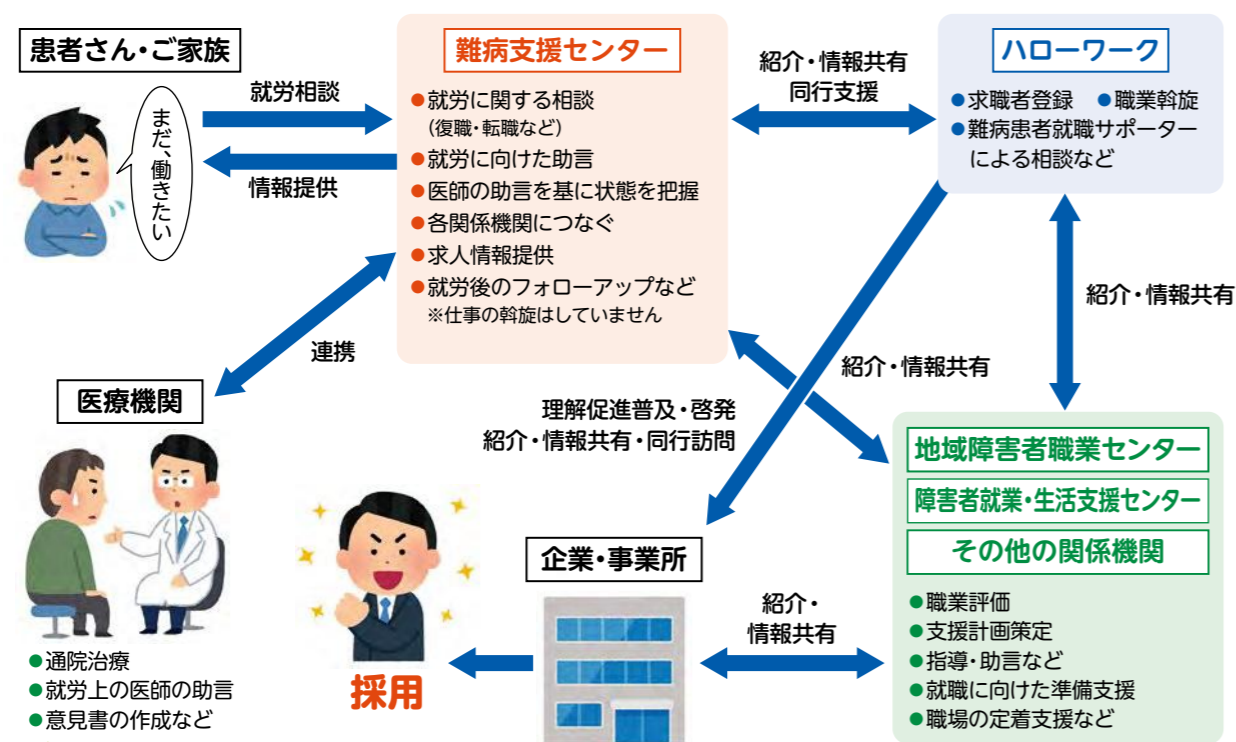 患者さん・ご家族
まだ、働きたい
就労相談
情報提供
難病支援センター
●就労に関する相談
（復職・転職など）
●就労に向けた助言
●医師の助言を基に状態を把握
●各関係機関につなぐ
●求人情報提供
●就労後のフォローアップなど
※仕事の斡旋はしていません
紹介・情報共有
同行支援
ハローワーク
●求職者登録 ●職業斡旋
●難病患者就職サポーター
による相談など
連携
紹介・情報共有
紹介・情報共有
理解促進普及・啓発
紹介・情報共有・同行訪問
医療機関
●通院治療
●就労上の医師の助言
●意見書の作成など
採用
企業・事業所
紹介・
情報共有
地域障害者職業センター
障害者就業・生活支援センター
その他の関係機関
●職業評価
●支援計画策定
●指導・助言など
●就職に向けた準備支援
●職場の定着支援など